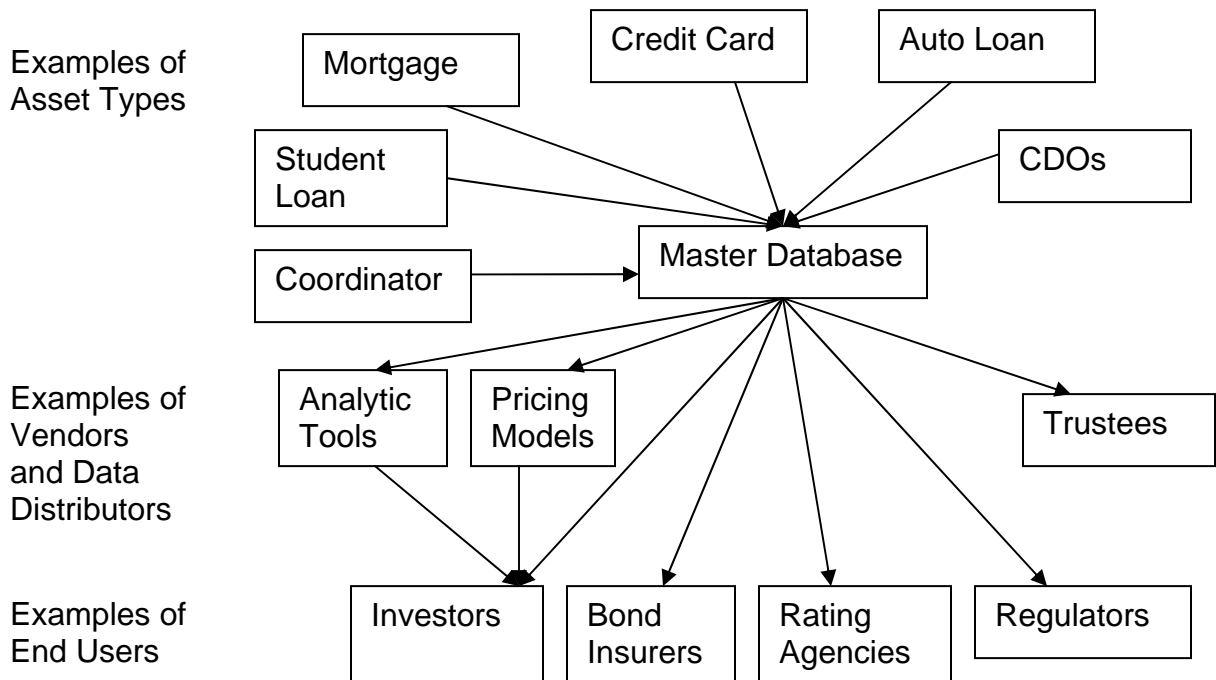 Examples of
Asset Types
Mortgage
Credit Card
Auto Loan
Student
Loan
CDOs
Coordinator
Master Database
Examples of
Vendors
and Data
Distributors
Analytic
Tools
Pricing
Models
Trustees
Examples of
End Users
Investors
Bond
Insurers
Rating
Agencies
Regulators